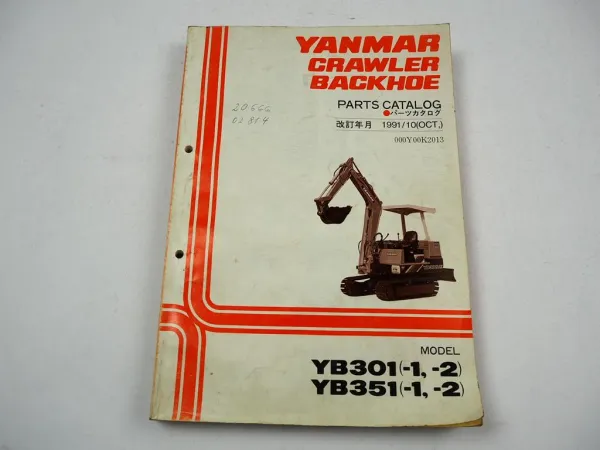 YANMAR
CRAWLER
BACKHOE
PARTS CATALOG
●パーツカタログ
改訂年月 1991/10(OCT,)
000Y00K2013
20566
MODEL
YB301(-1, -2)
YB351(-1, -2)